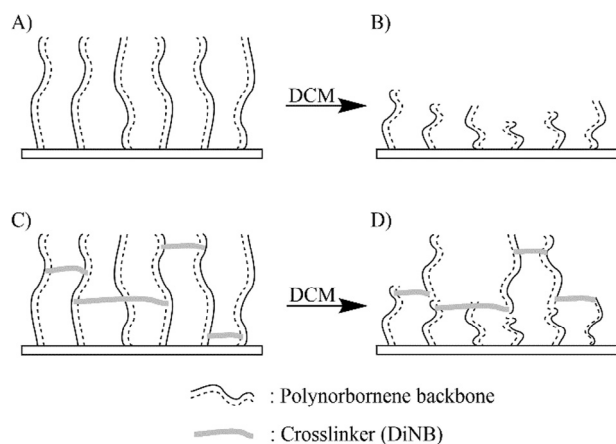 A)
B)
DCM
C)
D)
DCM
: Polynorbornene backbone
: Crosslinker (DiNB)